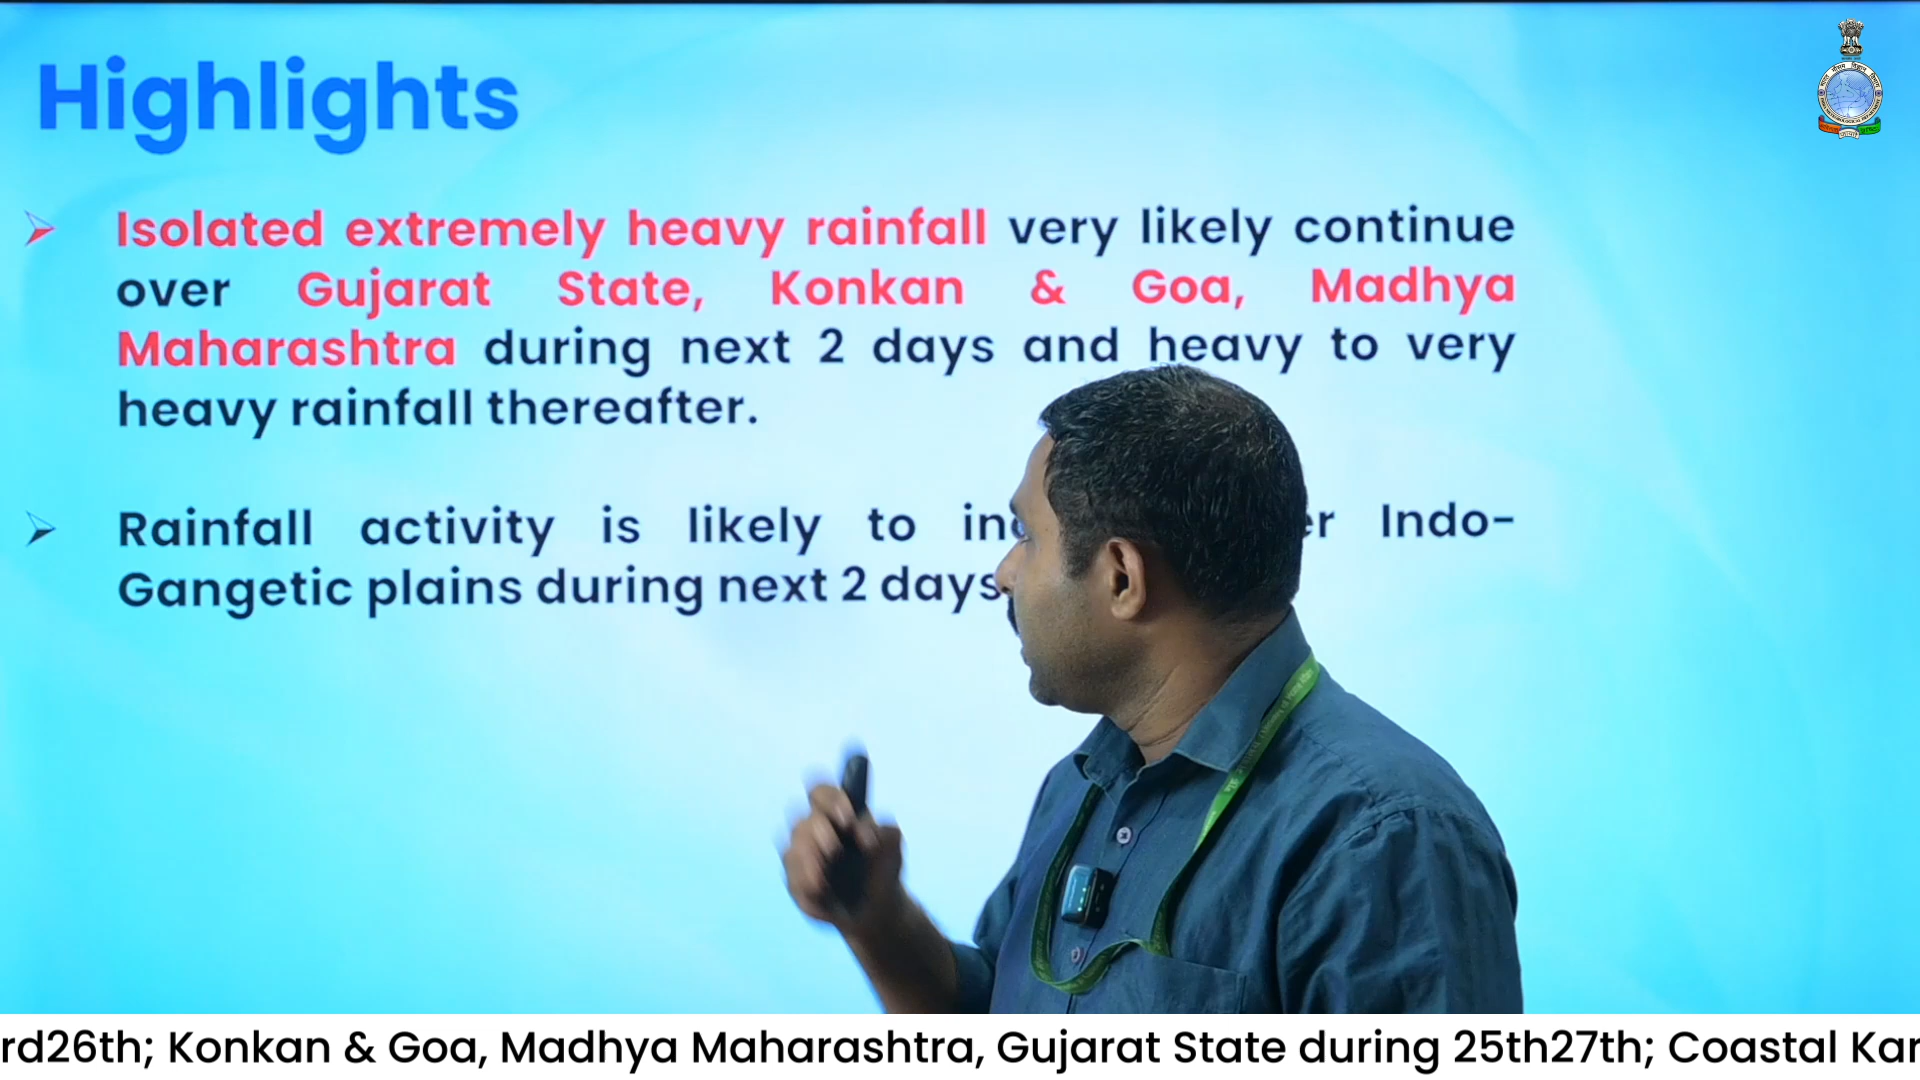 Highlights
Isolated extremely heavy rainfall very likely continue
over Gujarat State, Konkan & Goa, Madhya
Maharashtra during next 2 days and heavy to very
heavy rainfall thereafter.
Rainfall activity is likely to Indo-
Gangetic plains during next 2 days
rd26th; Konkan & Goa, Madhya Maharashtra, Gujarat State during 25th27th; Coastal Kar